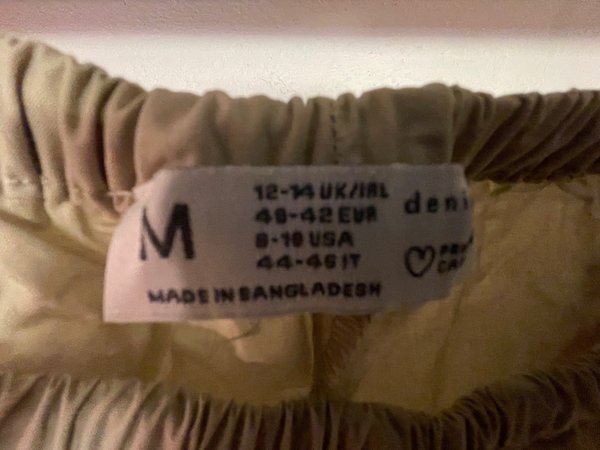 M
12-14 UK/IRL
40-42 EUR
8-10 USA
44-46 IT
MADE IN BANGLADESH